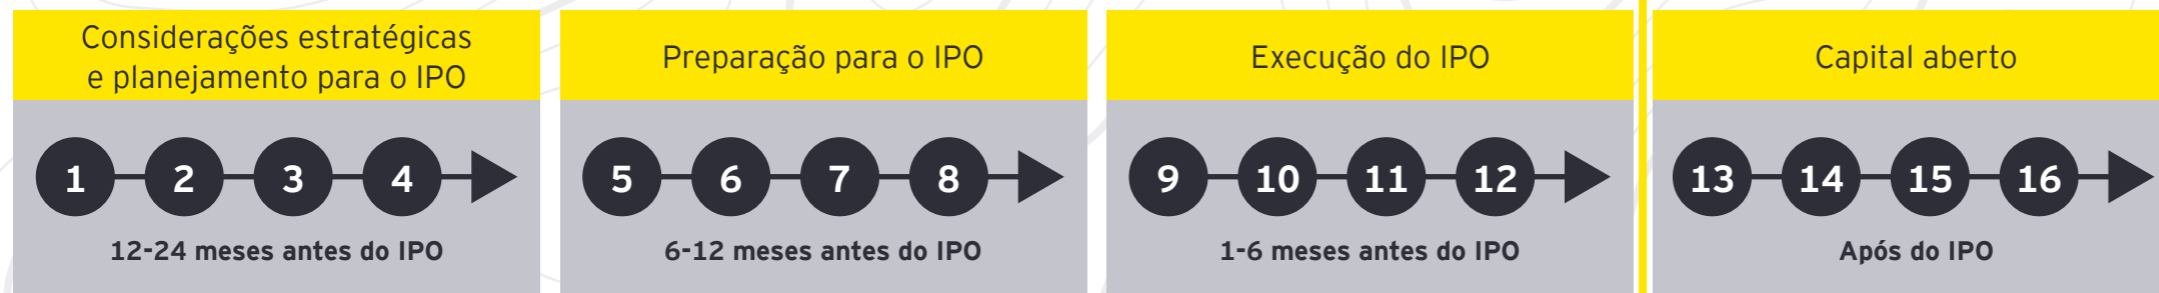 Considerações estratégicas
e planejamento para o IPO
1 2 3 4
12-24 meses antes do IPO
Preparação para o IPO
5 6 7 8
6-12 meses antes do IPO
Execução do IPO
9 10 11 12
1-6 meses antes do IPO
Capital aberto
13 14 15 16
Após do IPO